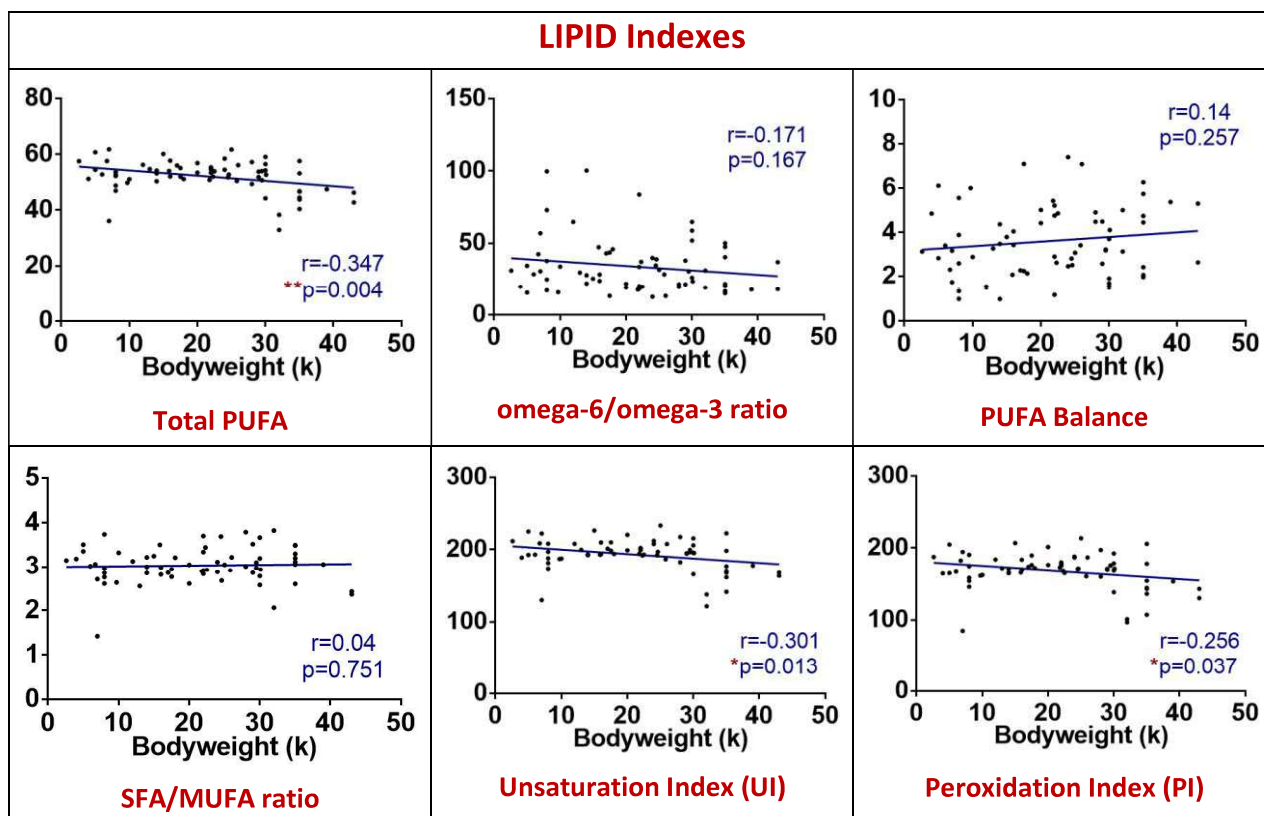 LIPID Indexes
80
60
40
20
0
0 10 20 30 40 50
r=-0.347
**p=0.004
Bodyweight (k)
Total PUFA
150
100
50
0
0 10 20 30 40 50
r=-0.171
p=0.167
Bodyweight (k)
omega-6/omega-3 ratio
10
8
6
4
2
0
0 10 20 30 40 50
r=0.14
p=0.257
Bodyweight (k)
PUFA Balance
5
4
3
2
1
0
0 10 20 30 40 50
r=0.04
p=0.751
Bodyweight (k)
SFA/MUFA ratio
300
200
100
0
0 10 20 30 40 50
r=-0.301
*p=0.013
Bodyweight (k)
Unsaturation Index (UI)
300
200
100
0
0 10 20 30 40 50
r=-0.256
*p=0.037
Bodyweight (k)
Peroxidation Index (PI)